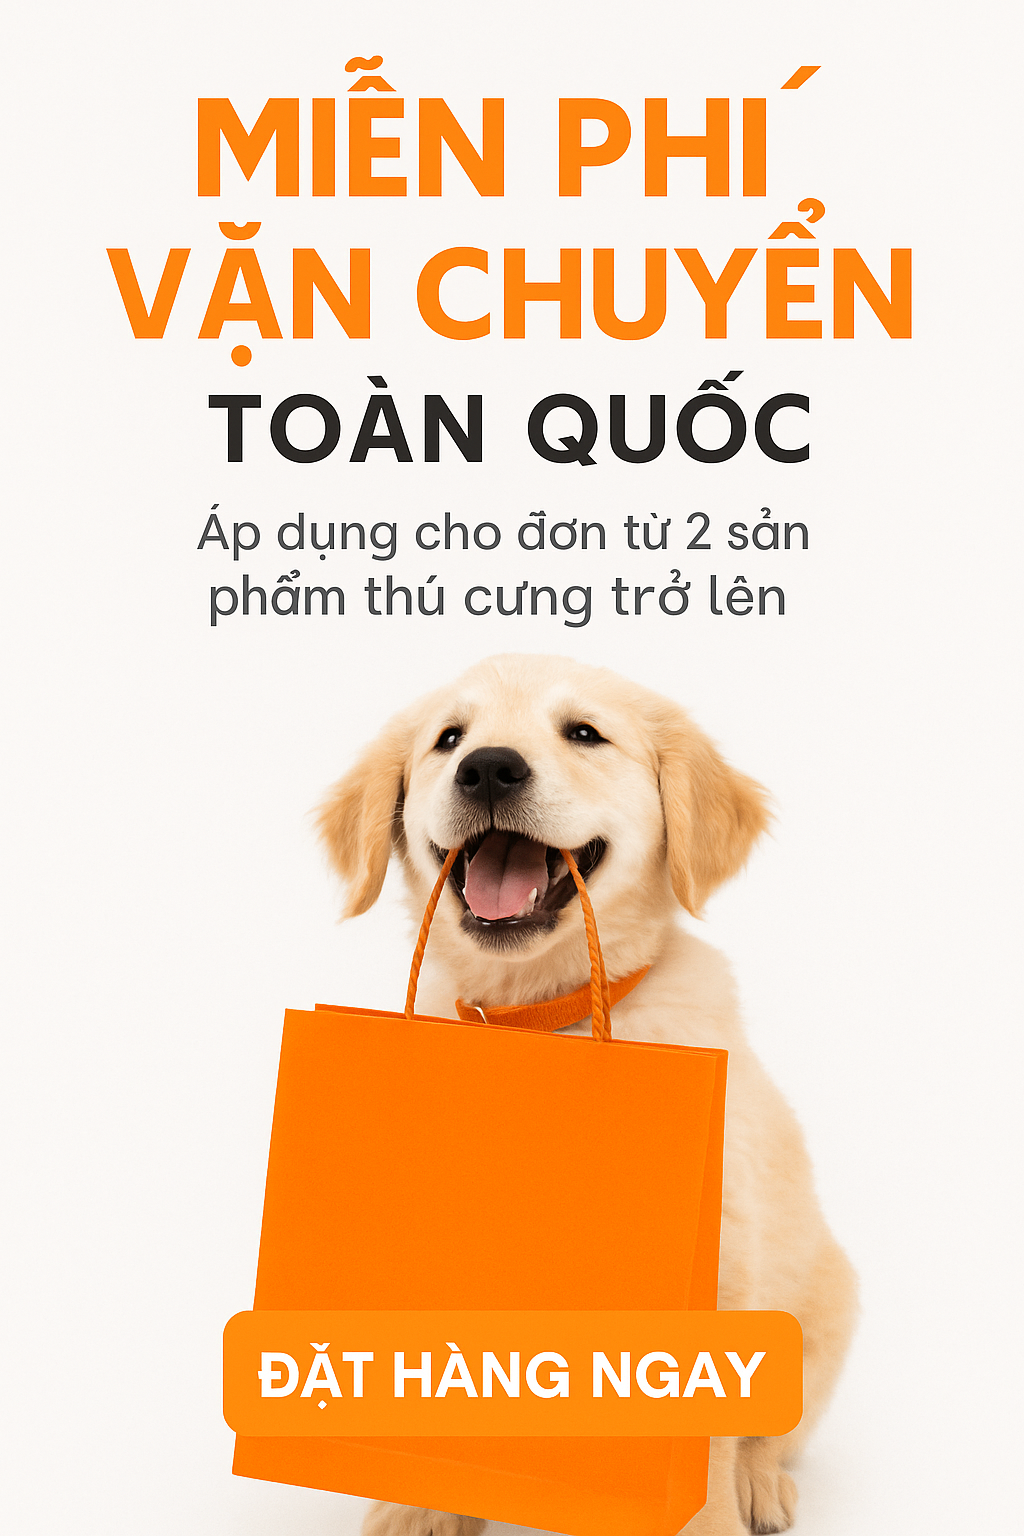 MIỄN PHÍ
VẶN CHUYỂN
TOÀN QUỐC
Áp dụng cho đơn từ 2 sản
phẩm thú cưng trở lên
ĐẶT HÀNG NGAY